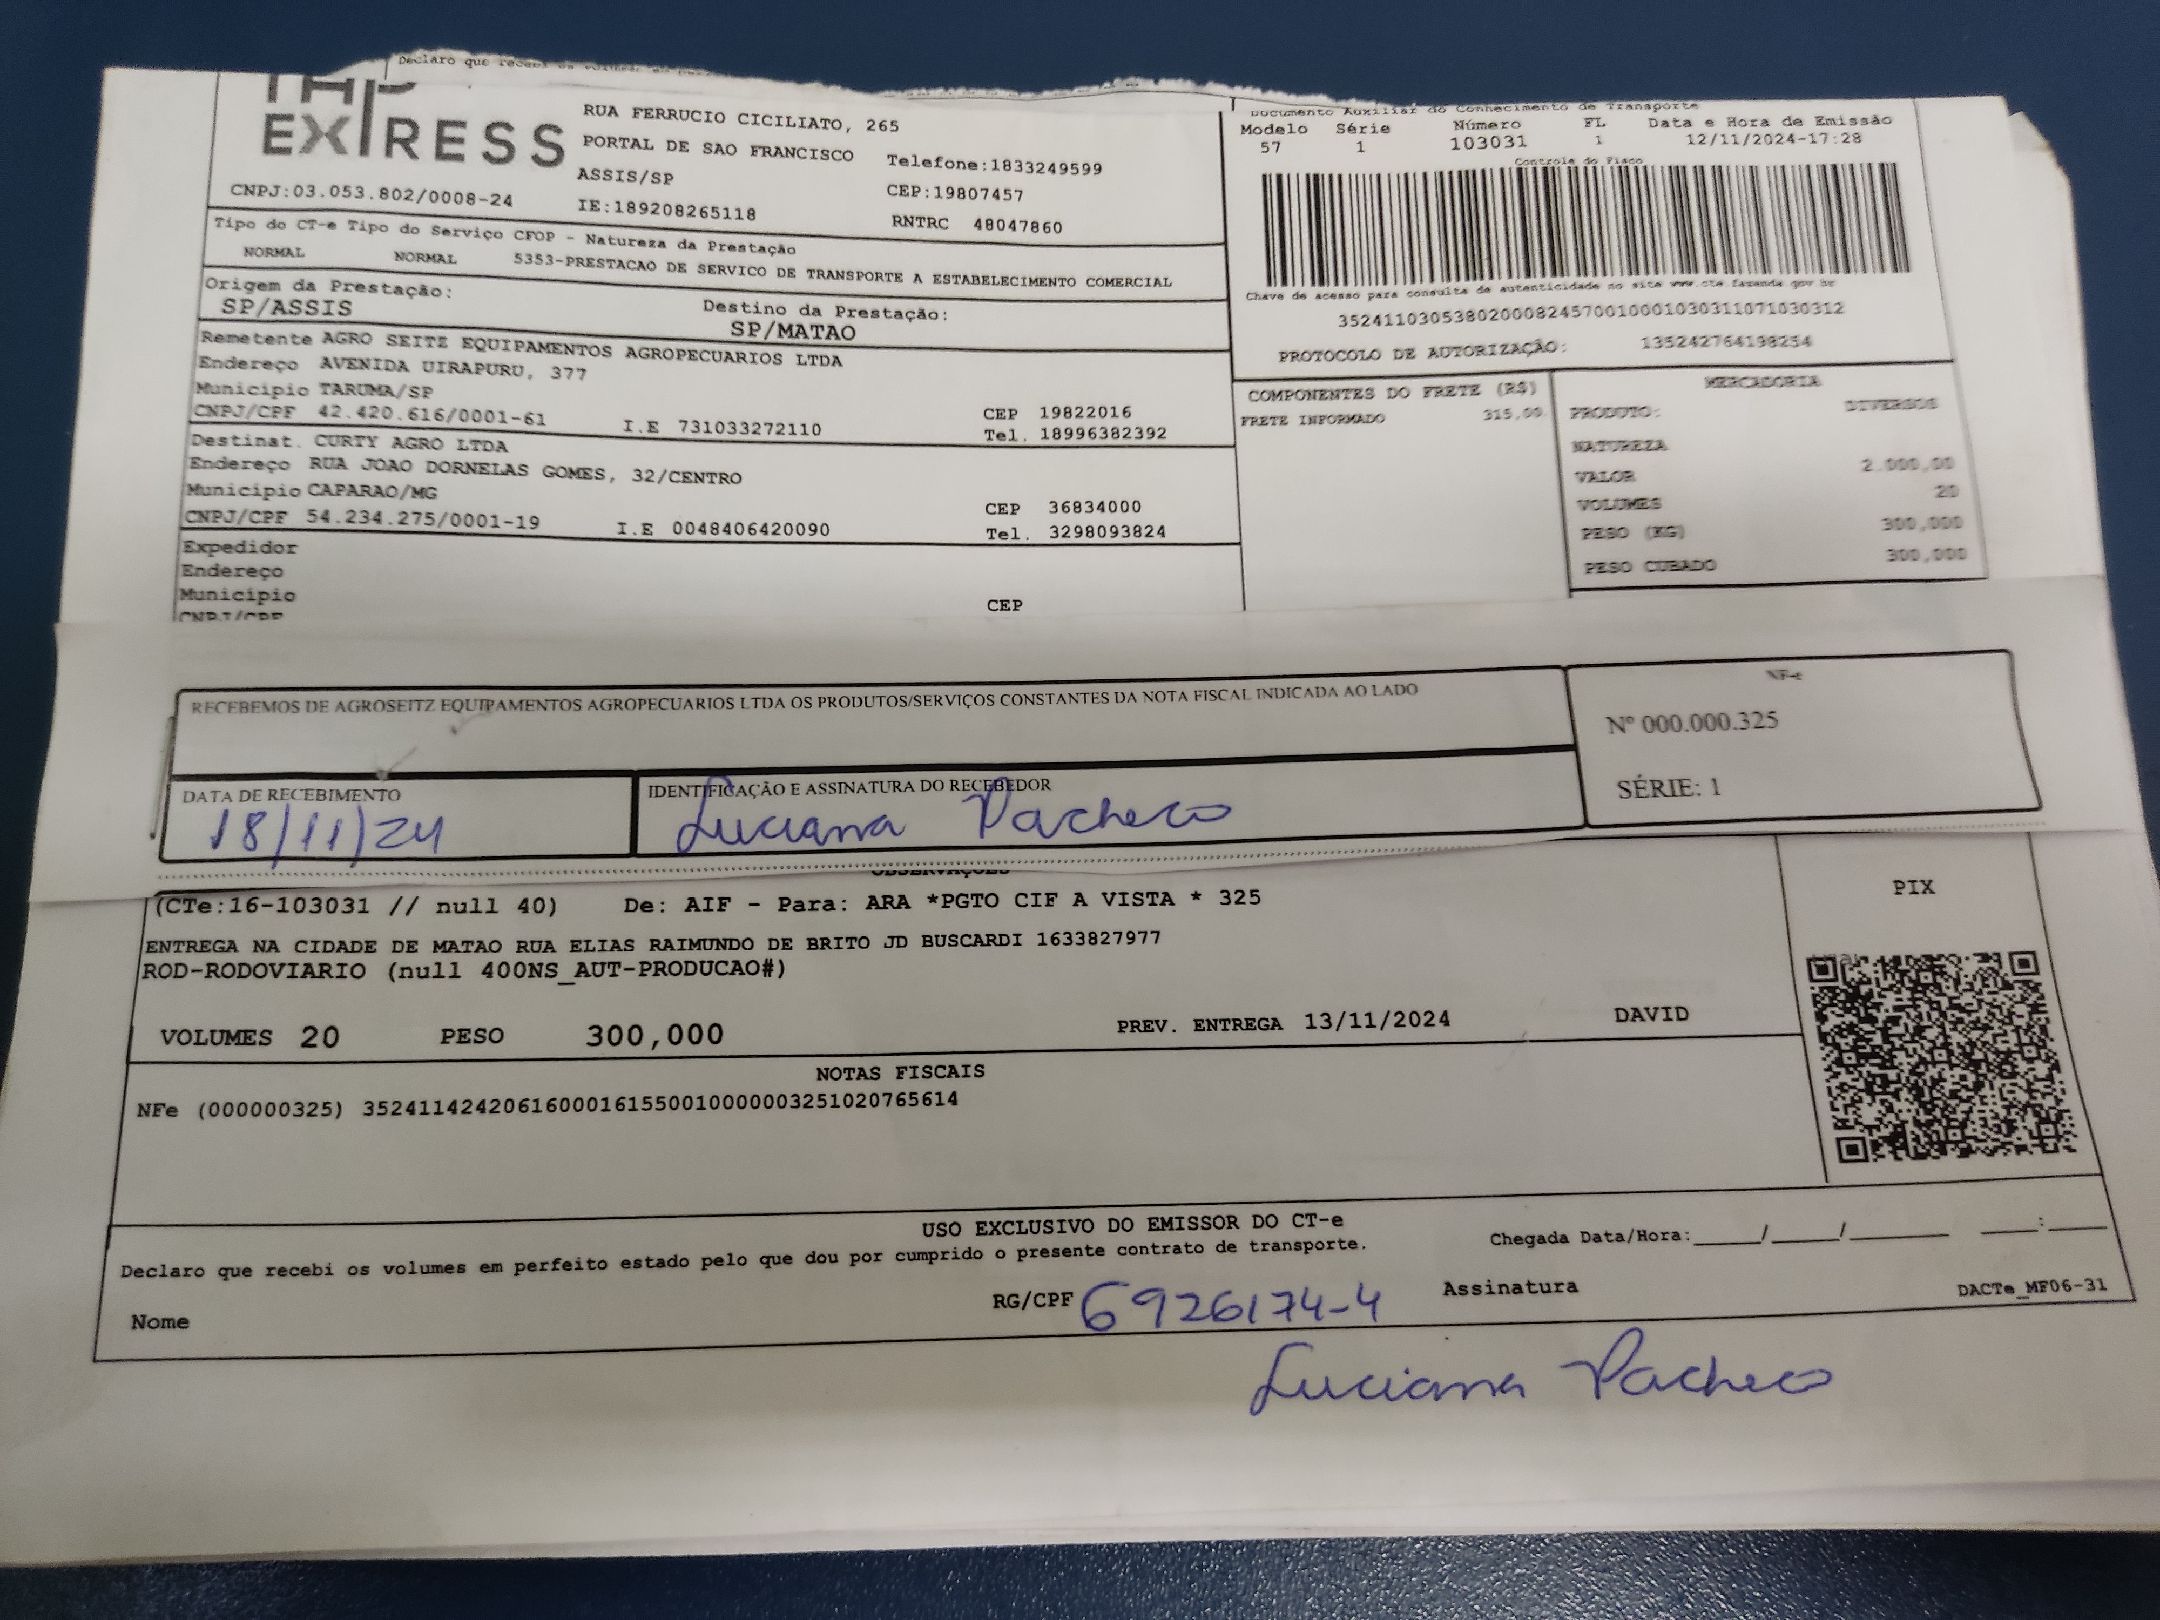 Declaro que recebi os volumes em per
EXPRESS
RUA FERRUCIO CICILIATO, 265
PORTAL DE SAO FRANCISCO
Telefone:1833249599
ASSIS/SP
CEP:19807457
CNPJ:03.053.802/0008-24
IE:189208265118
RNTRC 48047860
Documento Auxiliar do Conhecimento de Transporte
Modelo Série Número FL Data e Hora de Emissão
57 1 103031 1 12/11/2024-17:28
Controle do Fisco
Chave de acesso para consulta de autenticidade no site www.cte.fazenda.gov.br
35241103053802000824570010001030311071030312
PROTOCOLO DE AUTORIZAÇÃO: 135242764198254
Tipo do CT-e Tipo do Serviço CFOP - Natureza da Prestação
NORMAL NORMAL 5353-PRESTACAO DE SERVICO DE TRANSPORTE A ESTABELECIMENTO COMERCIAL
Origem da Prestação: Destino da Prestação:
SP/ASSIS SP/MATAO
Remetente AGRO SEITZ EQUIPAMENTOS AGROPECUARIOS LTDA
Endereço AVENIDA UIRAPURU, 377
Município TARUMA/SP CEP 19822016
CNPJ/CPF 42.420.616/0001-61 I.E 731033272110 Tel. 18996382392
Destinat. CURTY AGRO LTDA
Endereço RUA JOAO DORNELAS GOMES, 32/CENTRO
Município CAPARAO/MG CEP 36834000
CNPJ/CPF 54.234.275/0001-19 I.E 0048406420090 Tel. 3298093824
Expedidor
Endereço
Município CEP
CNPJ/CPF
COMPONENTES DO FRETE (R$)
FRETE INFORMADO 315,00
MERCADORIA
PRODUTO: DIVERSOS
NATUREZA
VALOR 2.000,00
VOLUMES 20
PESO (KG) 300,000
PESO CUBADO 300,000
RECEBEMOS DE AGROSEITZ EQUIPAMENTOS AGROPECUARIOS LTDA OS PRODUTOS/SERVIÇOS CONSTANTES DA NOTA FISCAL INDICADA AO LADO
NF-e
Nº 000.000.325
SÉRIE: 1
DATA DE RECEBIMENTO
18/11/24
IDENTIFICAÇÃO E ASSINATURA DO RECEBEDOR
Luciana Pacheco
OBSERVAÇÕES
(CTe:16-103031 // null 40) De: AIF - Para: ARA *PGTO CIF A VISTA * 325
ENTREGA NA CIDADE DE MATAO RUA ELIAS RAIMUNDO DE BRITO JD BUSCARDI 1633827977
ROD-RODOVIARIO (null 400NS_AUT-PRODUCAO#)
VOLUMES 20 PESO 300,000 PREV. ENTREGA 13/11/2024 DAVID
PIX
NOTAS FISCAIS
NFe (000000325) 35241142420616000161550010000003251020765614
USO EXCLUSIVO DO EMISSOR DO CT-e
Declaro que recebi os volumes em perfeito estado pelo que dou por cumprido o presente contrato de transporte.
Chegada Data/Hora:_____/_____/________ ____:____
Nome RG/CPF 6926174-4 Assinatura DACTe_MF06-31
Luciana Pacheco